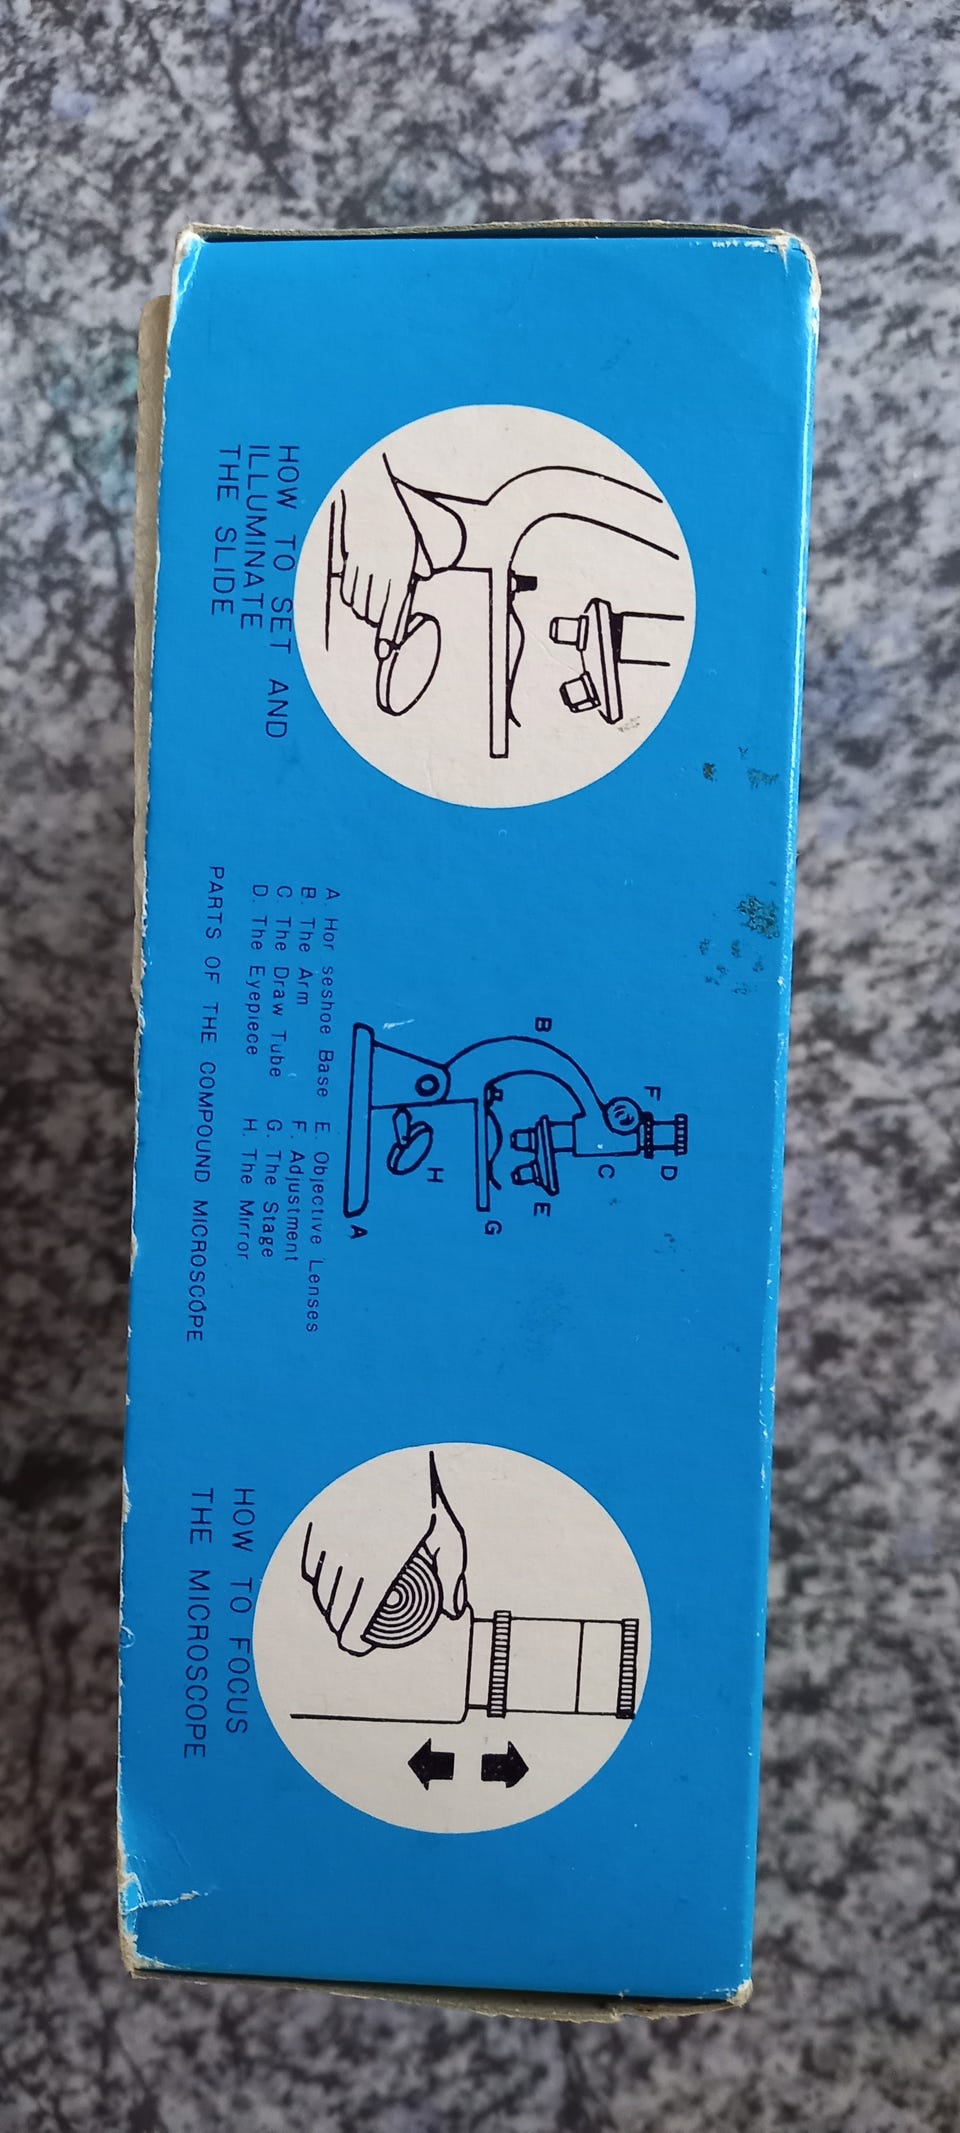 HOW TO SET AND
ILLUMINATE
THE SLIDE
B
F
D
C
E
H
G
A
A. Hor seshoe Base
B. The Arm
C. The Draw Tube
D. The Eyepiece
E. Objective Lenses
F. Adjustment
G. The Stage
H. The Mirror
PARTS OF THE COMPOUND MICROSCOPE
HOW TO FOCUS
THE MICROSCOPE